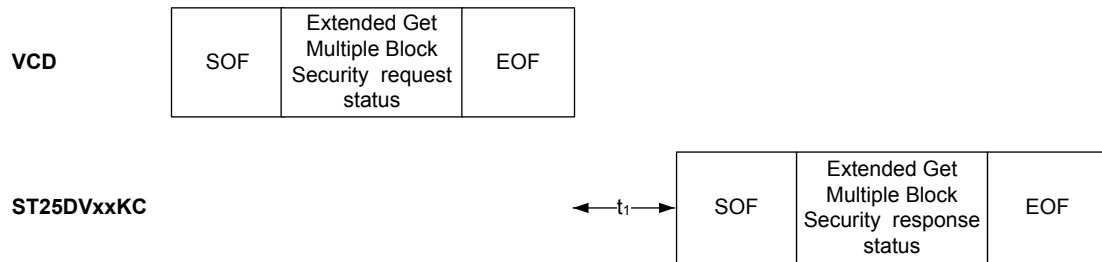 VCD
SOF
Extended Get
Multiple Block
Security request
status
EOF
ST25DVxxKC
t1
SOF
Extended Get
Multiple Block
Security response
status
EOF